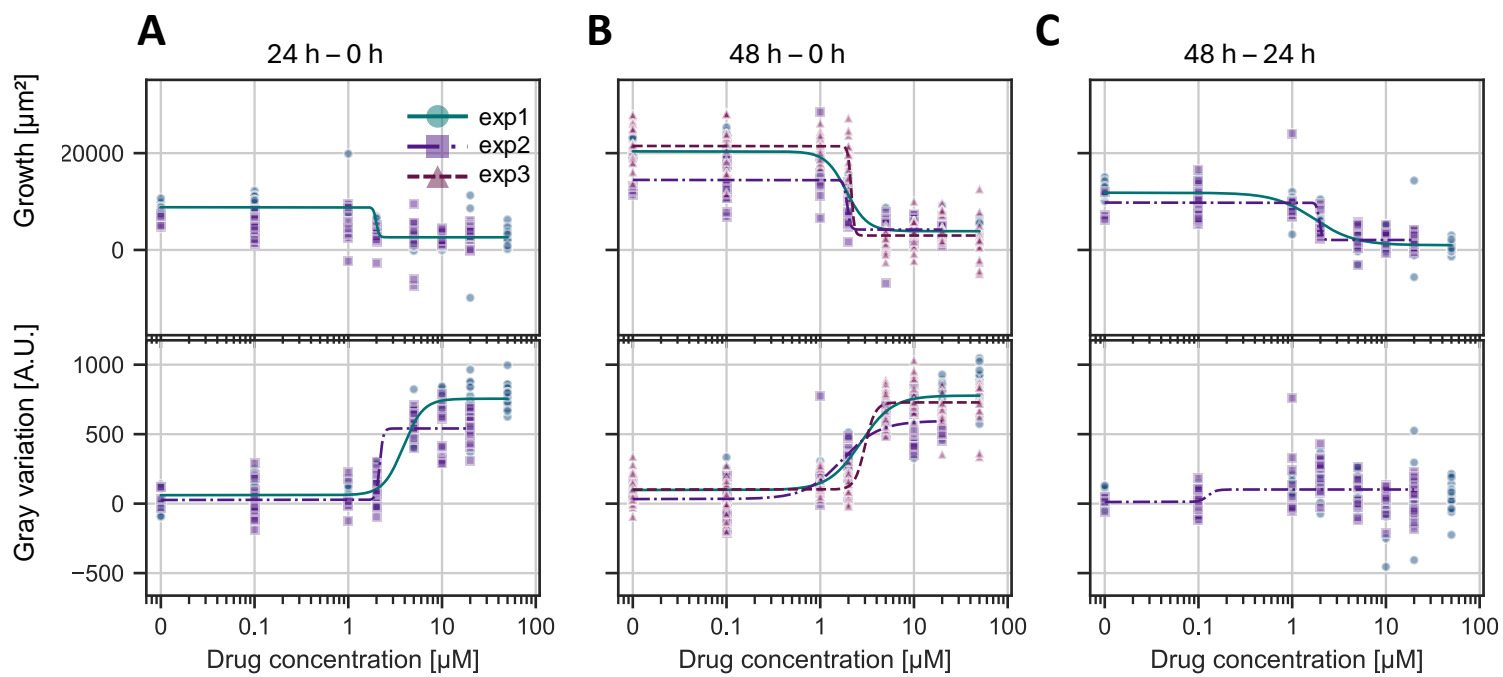 A
B
C
24 h – 0 h
48 h – 0 h
48 h – 24 h
Growth [µm²]
20000
0
exp1
exp2
exp3
Gray variation [A.U.]
1000
500
0
−500
0
0.1
1
10
100
0
0.1
1
10
100
0
0.1
1
10
100
Drug concentration [µM]
Drug concentration [µM]
Drug concentration [µM]